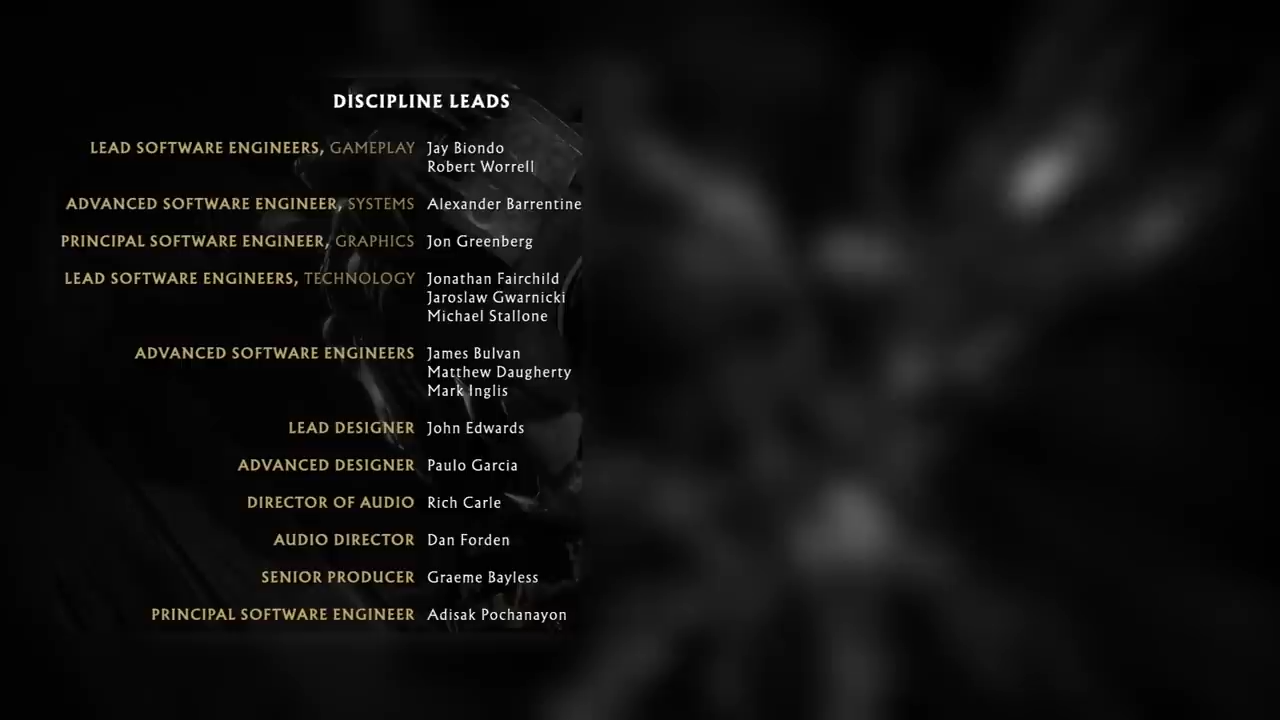 DISCIPLINE LEADS
LEAD SOFTWARE ENGINEERS, GAMEPLAY Jay Biondo
Robert Worrell
ADVANCED SOFTWARE ENGINEER, SYSTEMS Alexander Barrentine
PRINCIPAL SOFTWARE ENGINEER, GRAPHICS Jon Greenberg
LEAD SOFTWARE ENGINEERS, TECHNOLOGY Jonathan Fairchild
Jaroslaw Gwarnicki
Michael Stallone
ADVANCED SOFTWARE ENGINEERS James Bulvan
Matthew Daugherty
Mark Inglis
LEAD DESIGNER John Edwards
ADVANCED DESIGNER Paulo Garcia
DIRECTOR OF AUDIO Rich Carle
AUDIO DIRECTOR Dan Forden
SENIOR PRODUCER Graeme Bayless
PRINCIPAL SOFTWARE ENGINEER Adisak Pochanayon